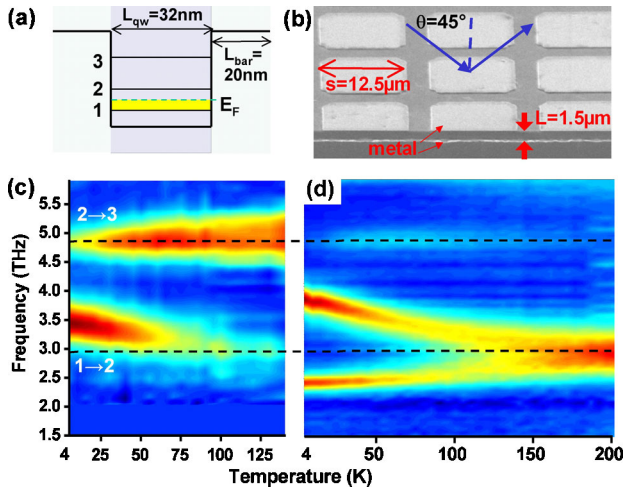 (a)
L_qw=32nm
3
2
1
E_F
L_bar=
20nm
(b)
θ=45°
s=12.5µm
L=1.5µm
metal
(c)
2→3
1→2
(d)
Frequency (THz)
5.5
5.0
4.5
4.0
3.5
3.0
2.5
2.0
1.5
4 25 50 75 100 125
4 50 100 150 200
Temperature (K)